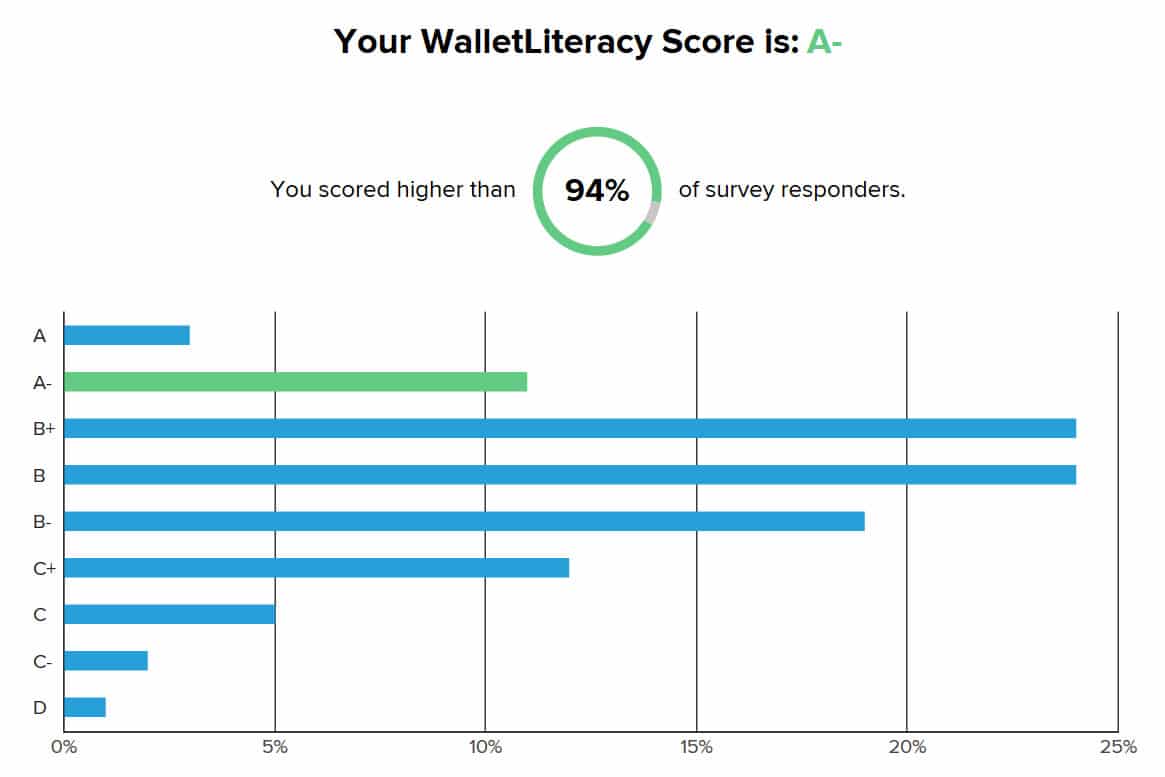 Your WalletLiteracy Score is: A-
You scored higher than 94% of survey responders.
A
A-
B+
B
B-
C+
C
C-
D
0% 5% 10% 15% 20% 25%